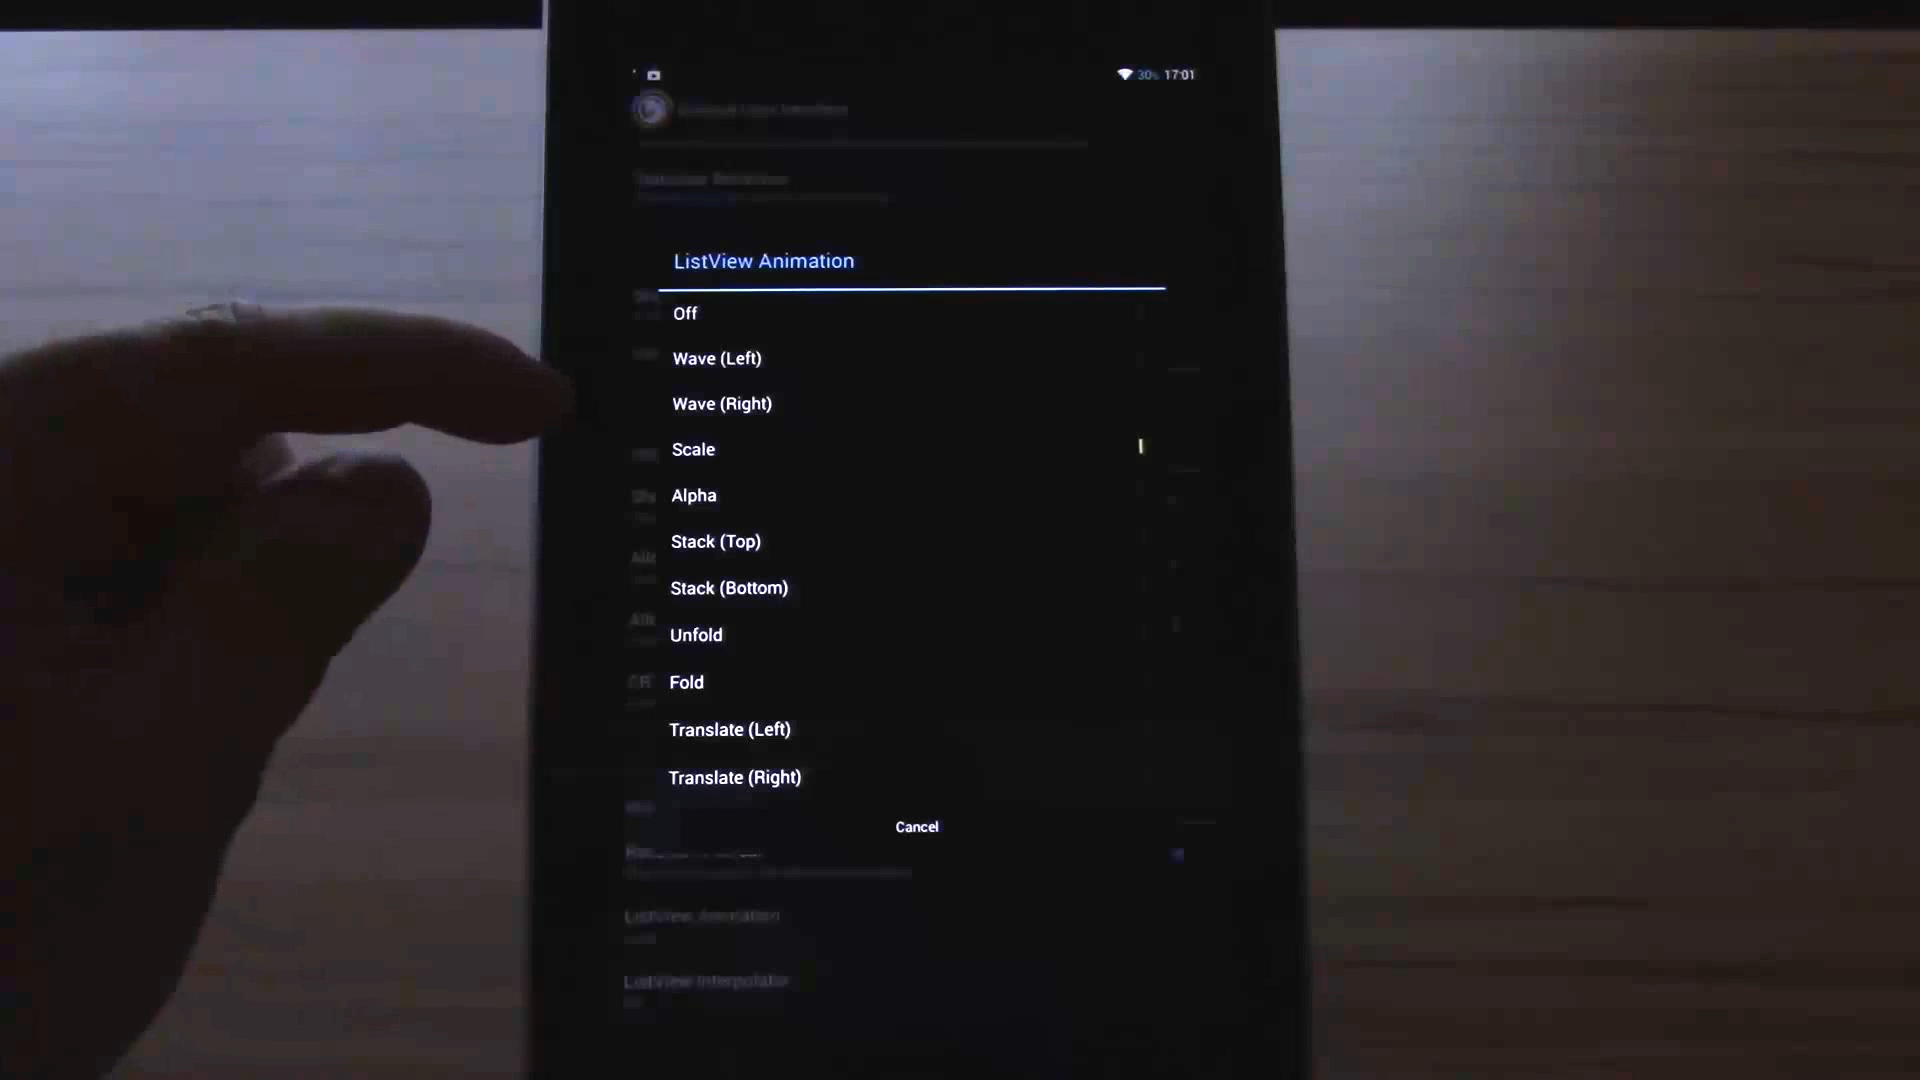 30% 17:01
ListView Animation
Off
Wave (Left)
Wave (Right)
Scale
Alpha
Stack (Top)
Stack (Bottom)
Unfold
Fold
Translate (Left)
Translate (Right)
Cancel
ListView Animation
ListView Interpolator